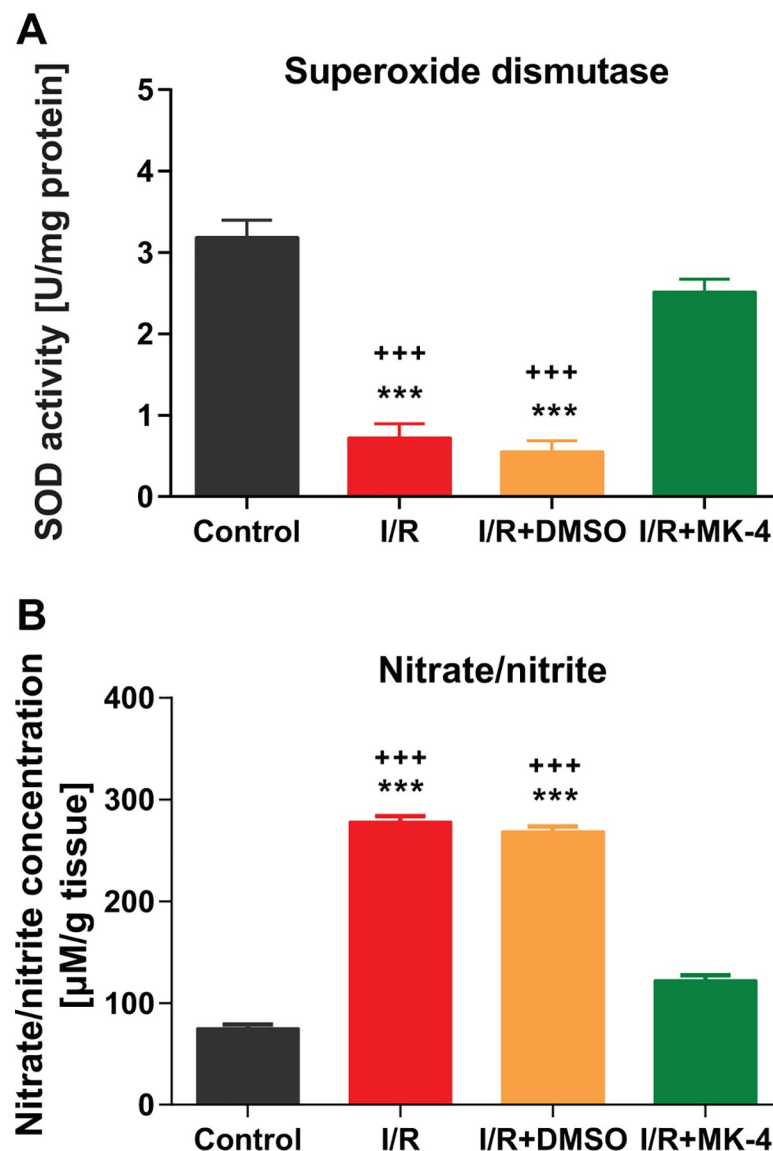 A
Superoxide dismutase
SOD activity [U/mg protein]
5
4
3
2
1
0
+++
***
+++
***
Control I/R I/R+DMSO I/R+MK-4
B
Nitrate/nitrite
Nitrate/nitrite concentration
[µM/g tissue]
400
300
200
100
0
+++
***
+++
***
Control I/R I/R+DMSO I/R+MK-4